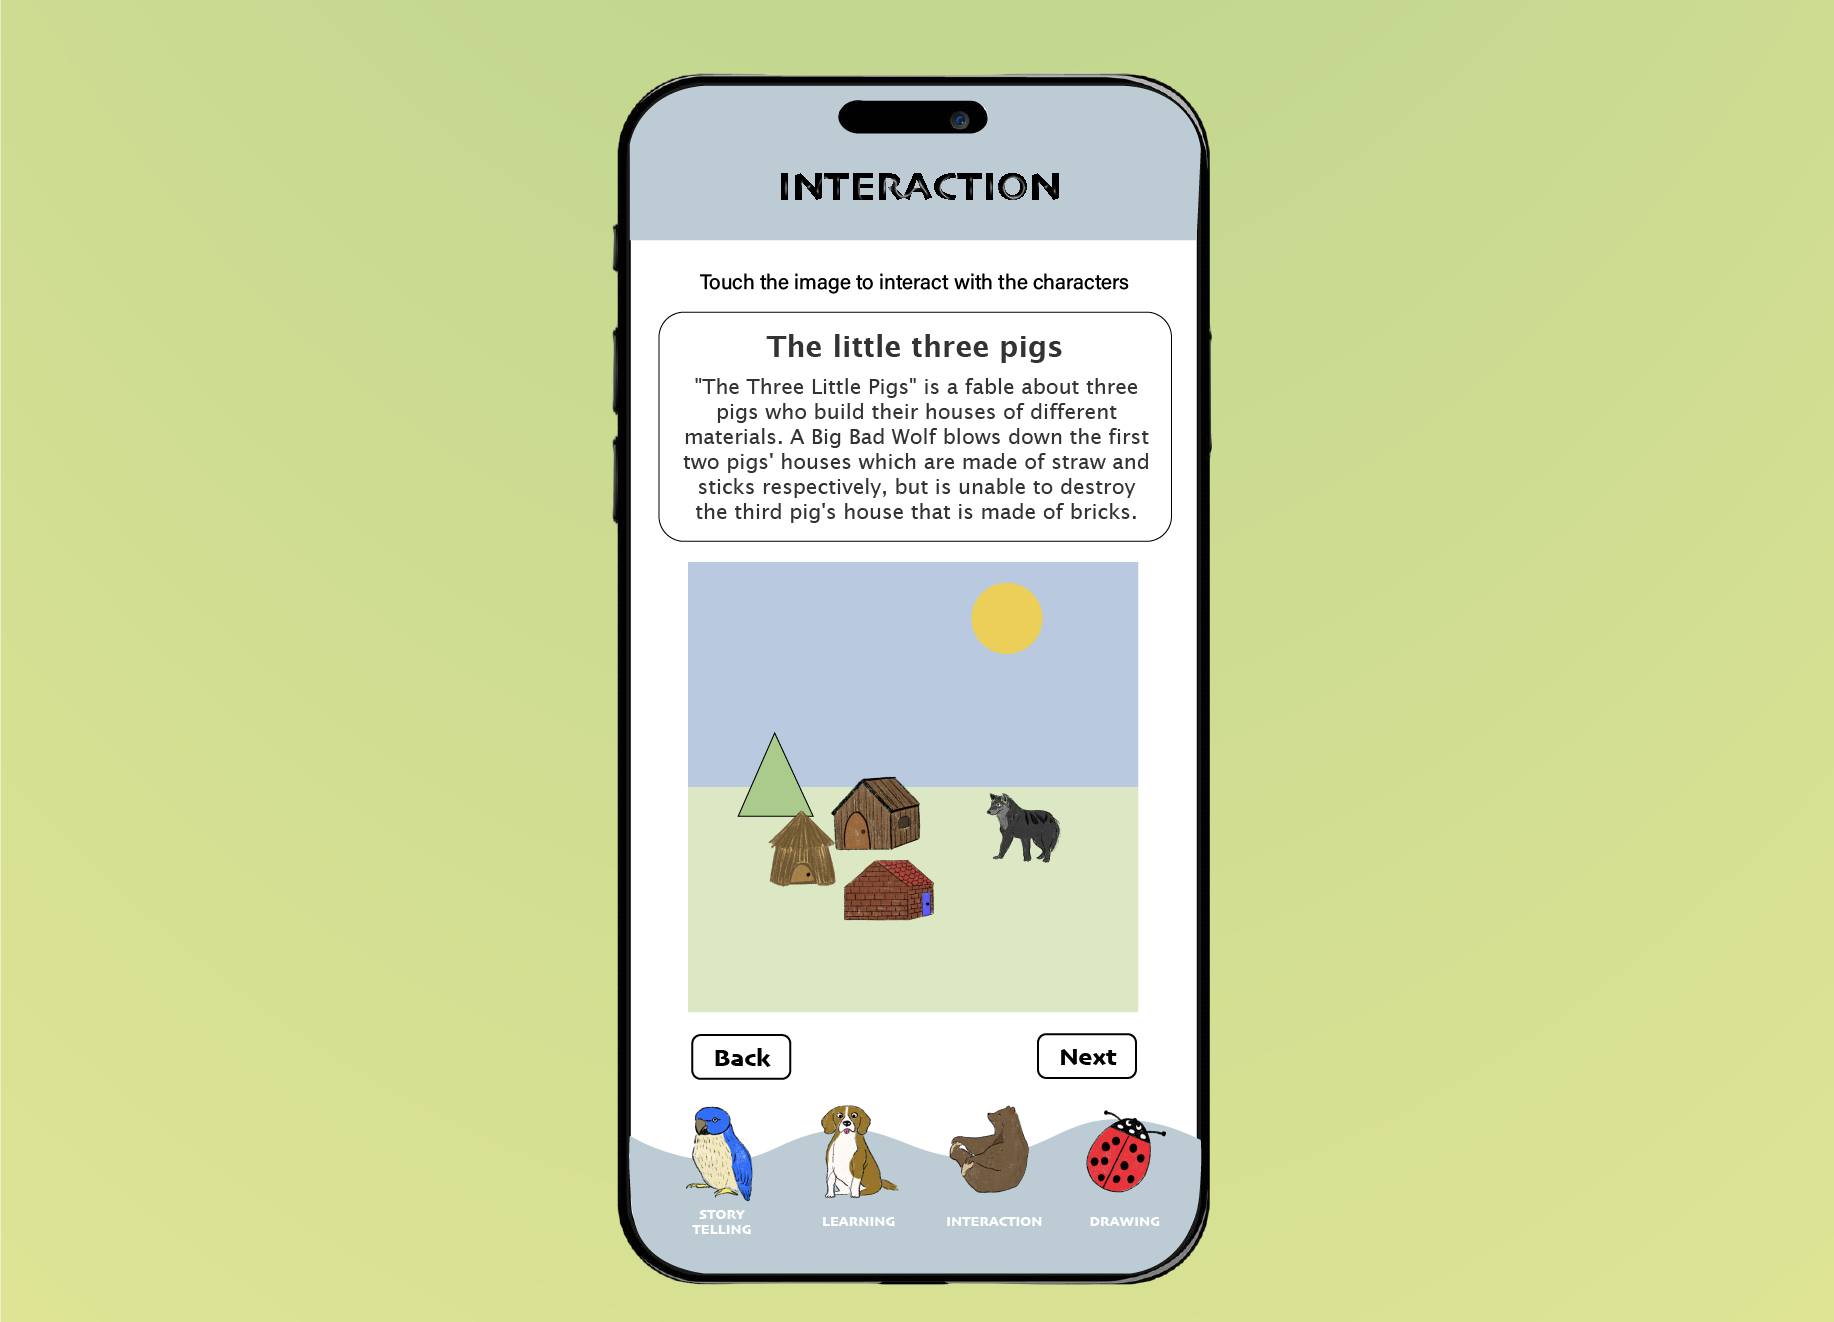 INTERACTION
Touch the image to interact with the characters
The little three pigs
"The Three Little Pigs" is a fable about three
pigs who build their houses of different
materials. A Big Bad Wolf blows down the first
two pigs' houses which are made of straw and
sticks respectively, but is unable to destroy
the third pig's house that is made of bricks.
Back
Next
STORY
TELLING
LEARNING
INTERACTION
DRAWING